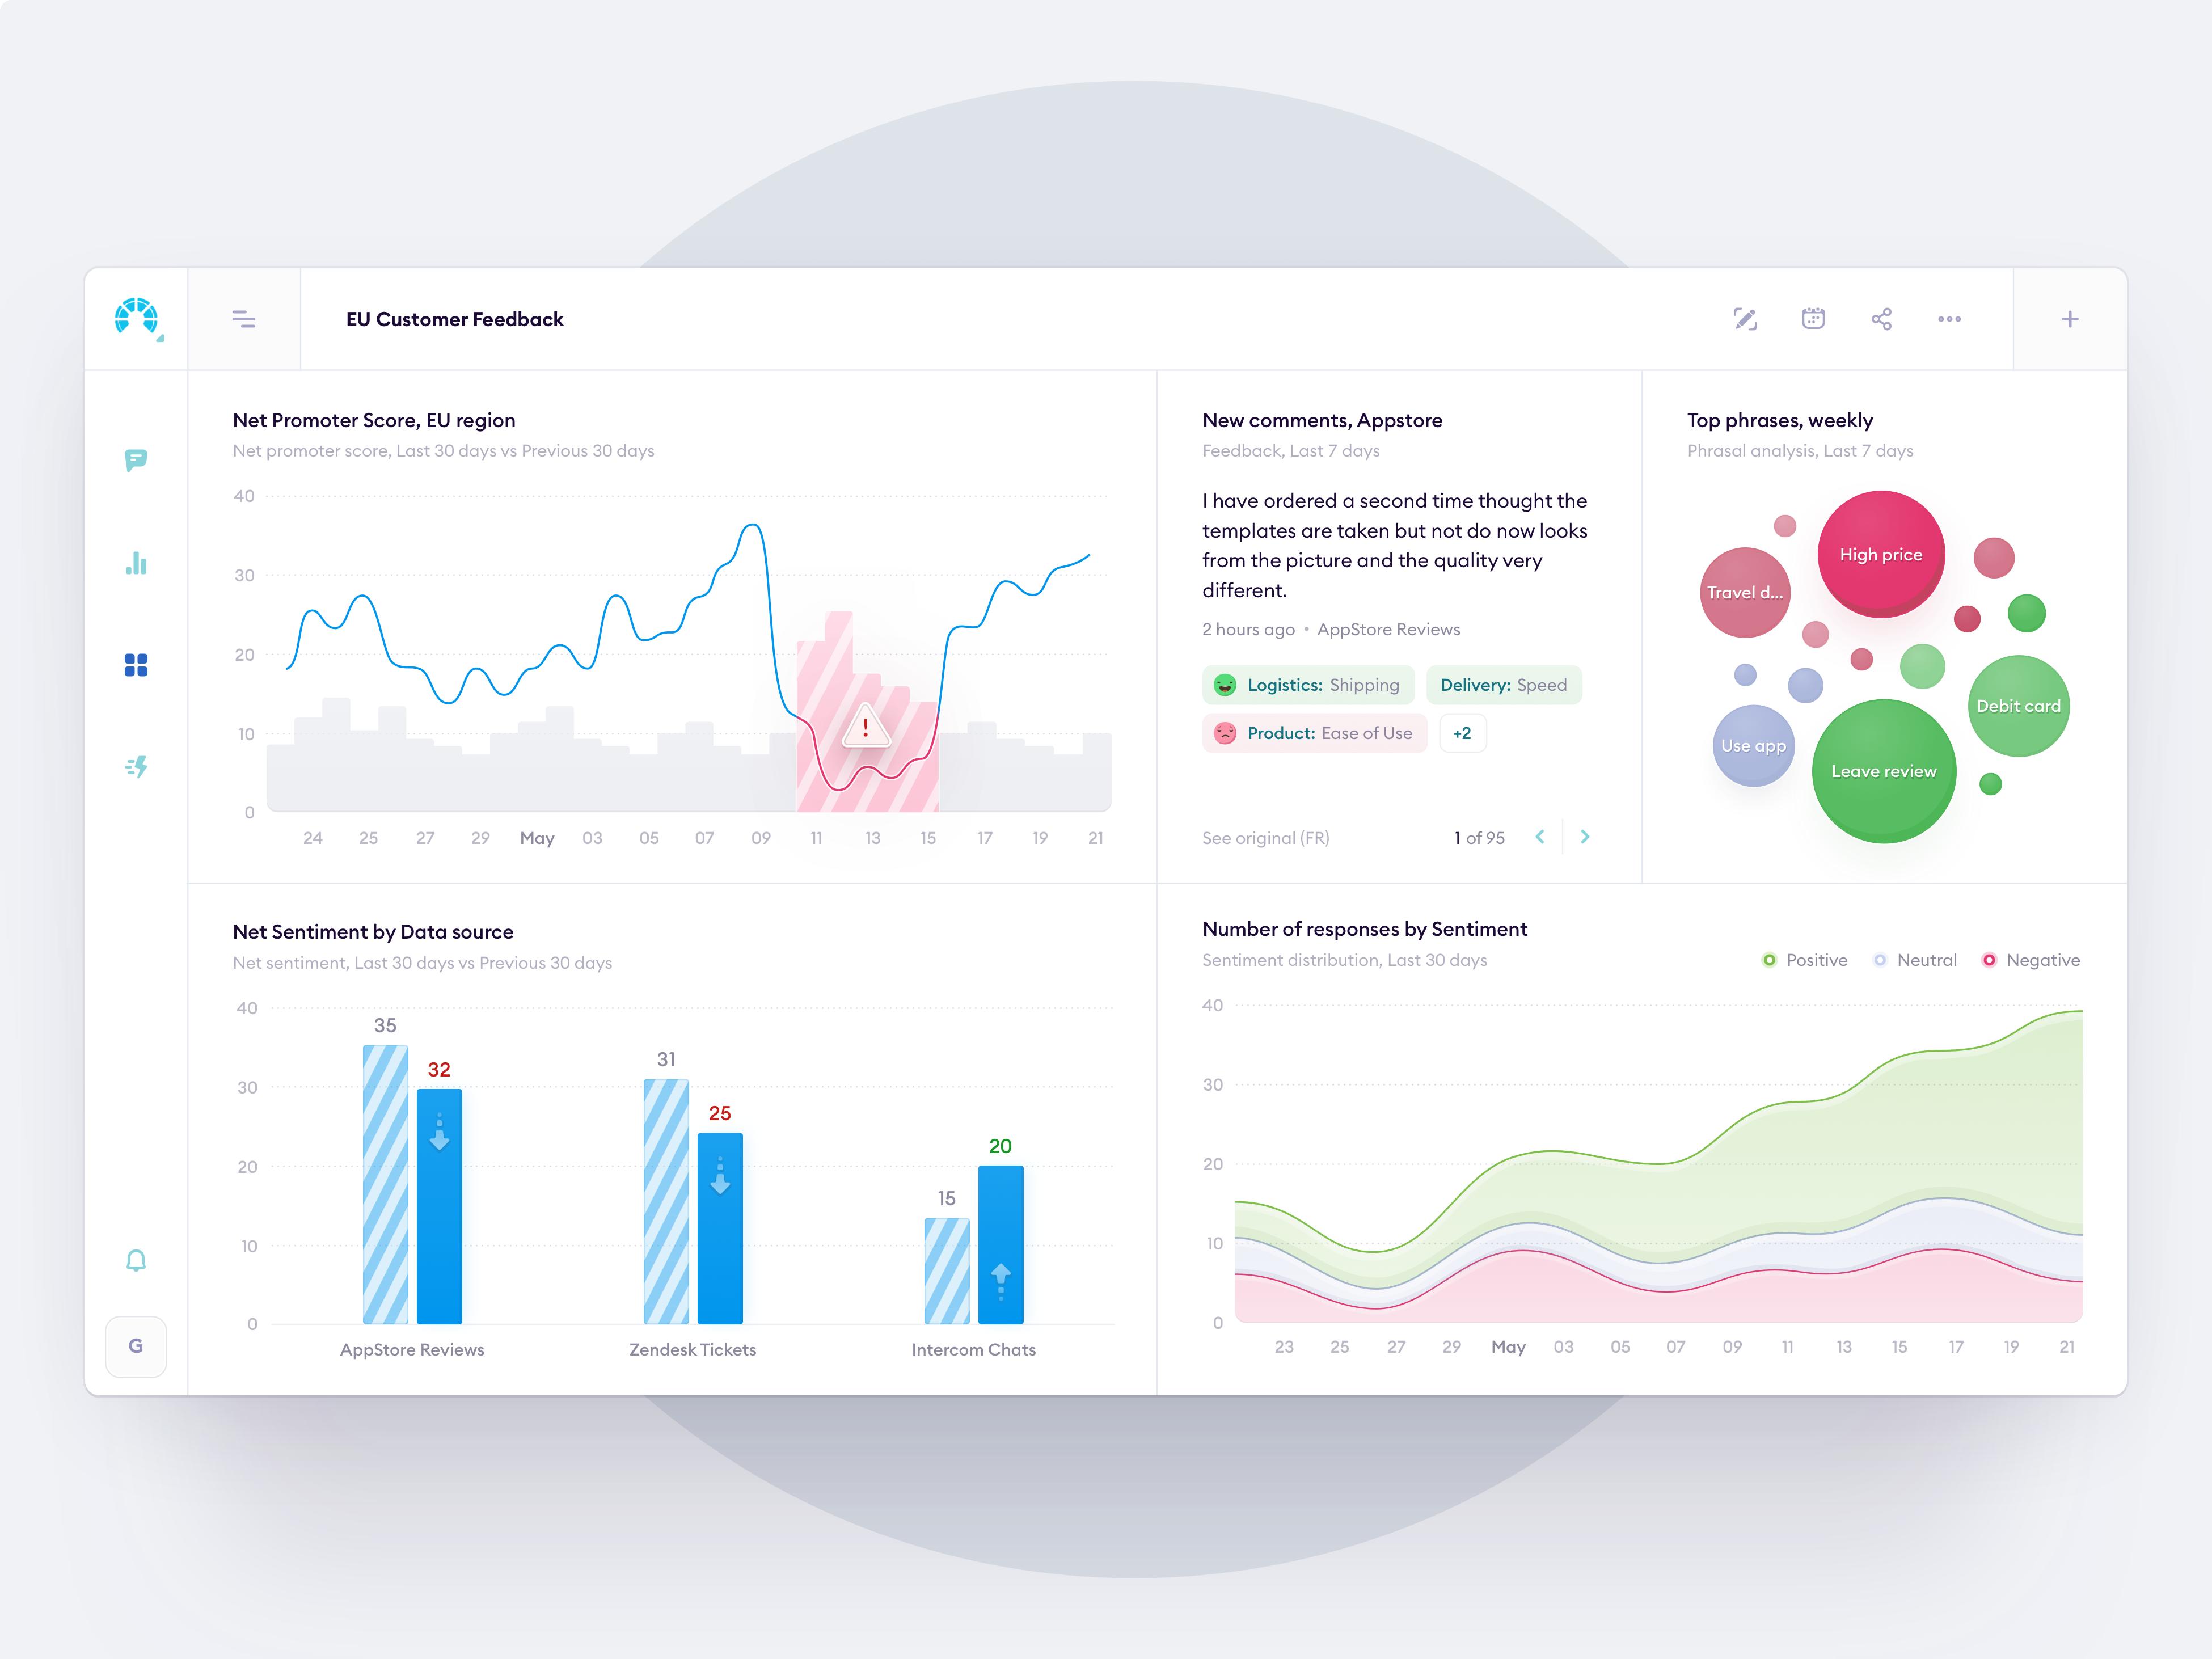 EU Customer Feedback
Net Promoter Score, EU region
Net promoter score, Last 30 days vs Previous 30 days
40
30
20
10
0
!
24 25 27 29 May 03 05 07 09 11 13 15 17 19 21
New comments, Appstore
Feedback, Last 7 days
I have ordered a second time thought the
templates are taken but not do now looks
from the picture and the quality very
different.
2 hours ago • AppStore Reviews
Logistics: Shipping
Delivery: Speed
Product: Ease of Use
+2
See original (FR)
1 of 95
Top phrases, weekly
Phrasal analysis, Last 7 days
High price
Travel d...
Debit card
Use app
Leave review
Net Sentiment by Data source
Net sentiment, Last 30 days vs Previous 30 days
40
30
20
10
0
35
32
31
25
15
20
AppStore Reviews
Zendesk Tickets
Intercom Chats
Number of responses by Sentiment
Sentiment distribution, Last 30 days
Positive
Neutral
Negative
40
30
20
10
0
23 25 27 29 May 03 05 07 09 11 13 15 17 19 21
G